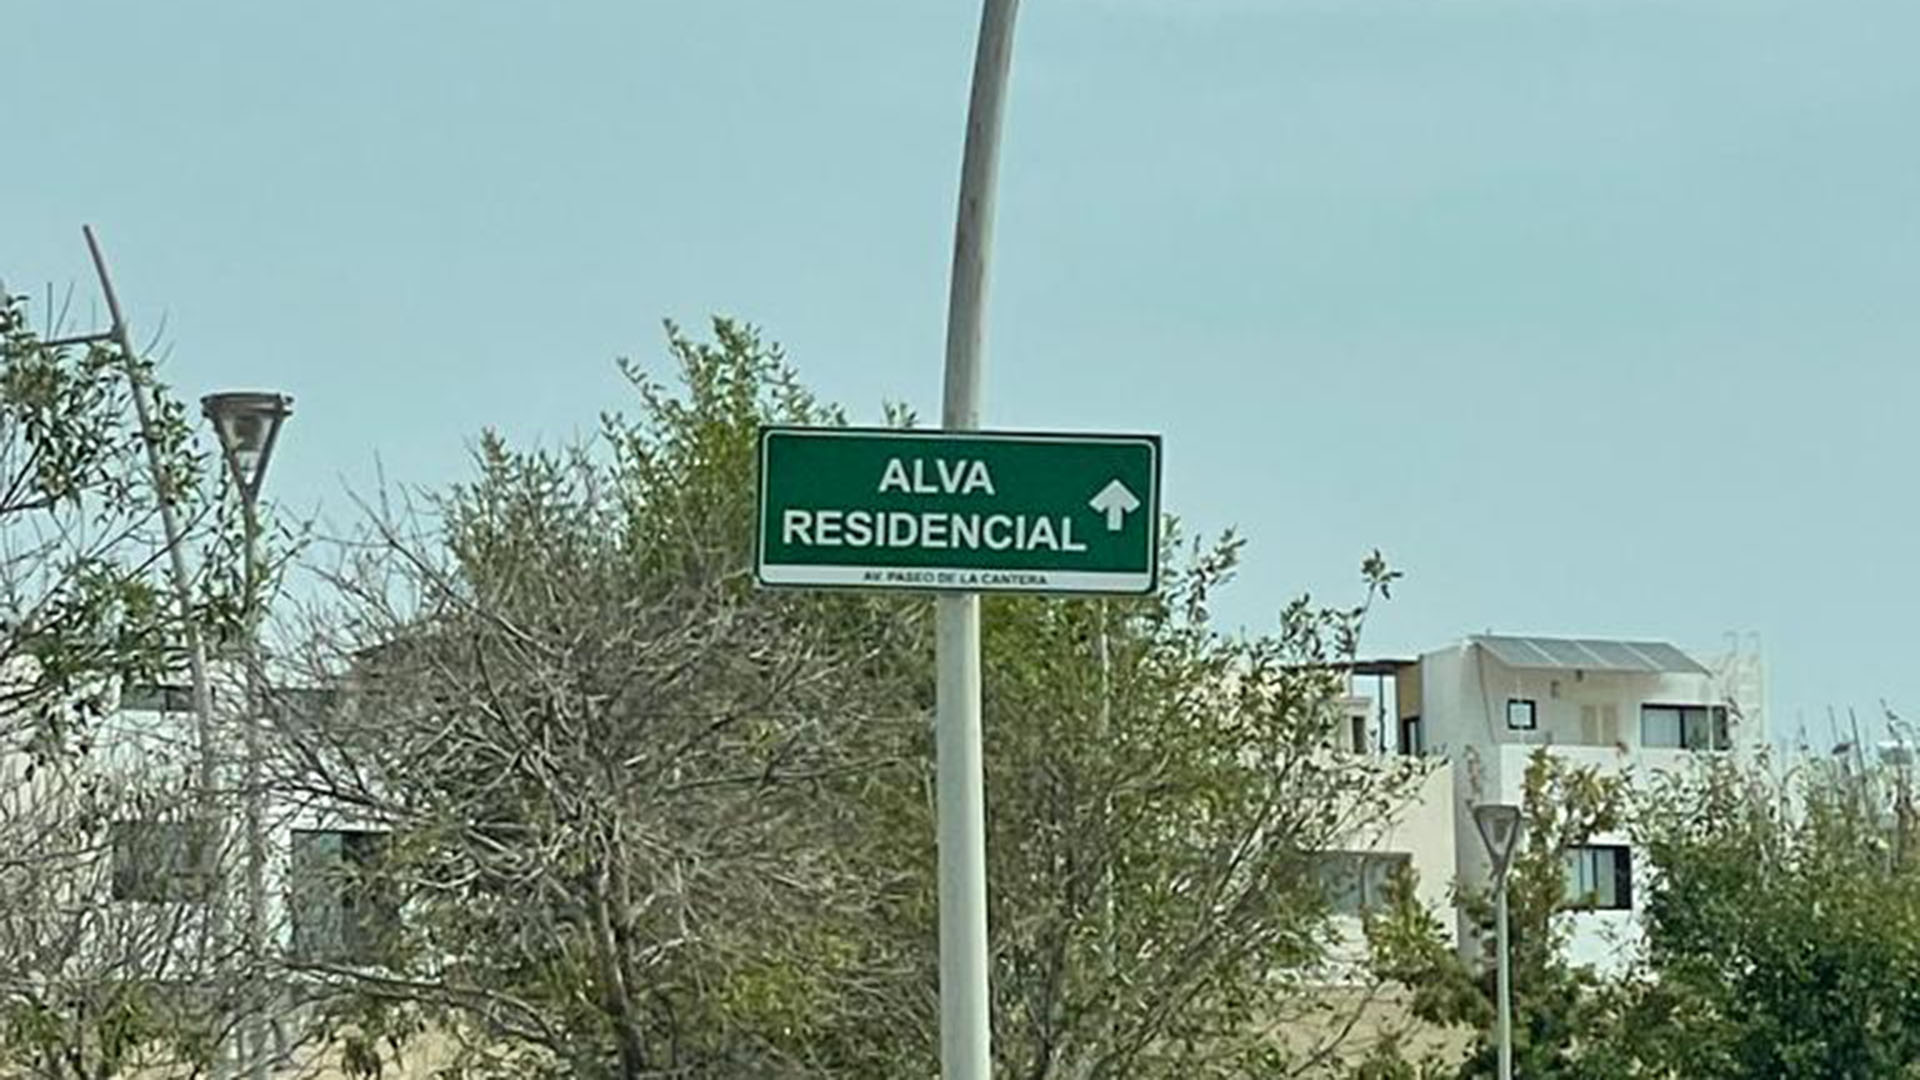 ALVA
RESIDENCIAL
AV. PASEO DE LA CANTERA